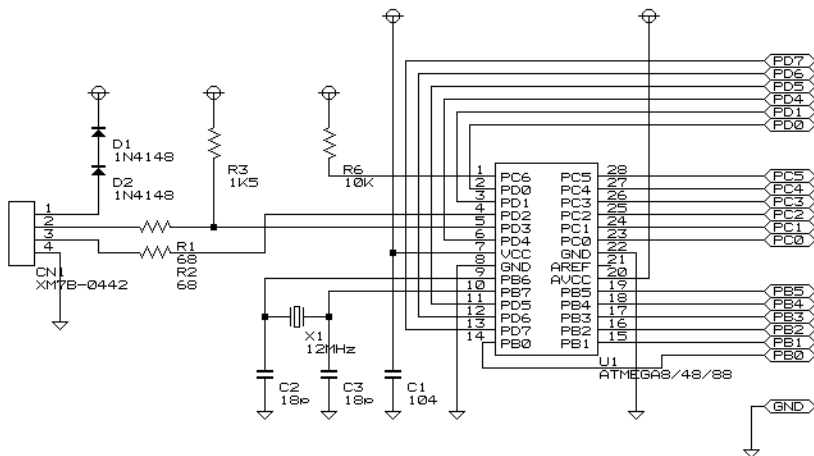 PD7
PD6
PD5
PD4
PD1
PD0
D1
1N4148
D2
1N4148
R3
1K5
R6
10K
1 PC6 PC5 28
2 PD0 PC4 27
3 PD1 PC3 26
4 PD2 PC2 25
5 PD3 PC1 24
6 PD4 PC0 23
7 VCC GND 22
8 GND AREF 21
9 PB6 AVCC 20
10 PB7 PB5 19
11 PD5 PB4 18
12 PD6 PB3 17
13 PD7 PB2 16
14 PB0 PB1 15
U1
ATMEGA8/48/88
PC5
PC4
PC3
PC2
PC1
PC0
PB5
PB4
PB3
PB2
PB1
PB0
1
2
3
4
CN1
XM7B-0442
R1
68
R2
68
X1
12MHz
C2
18p
C3
18p
C1
104
GND